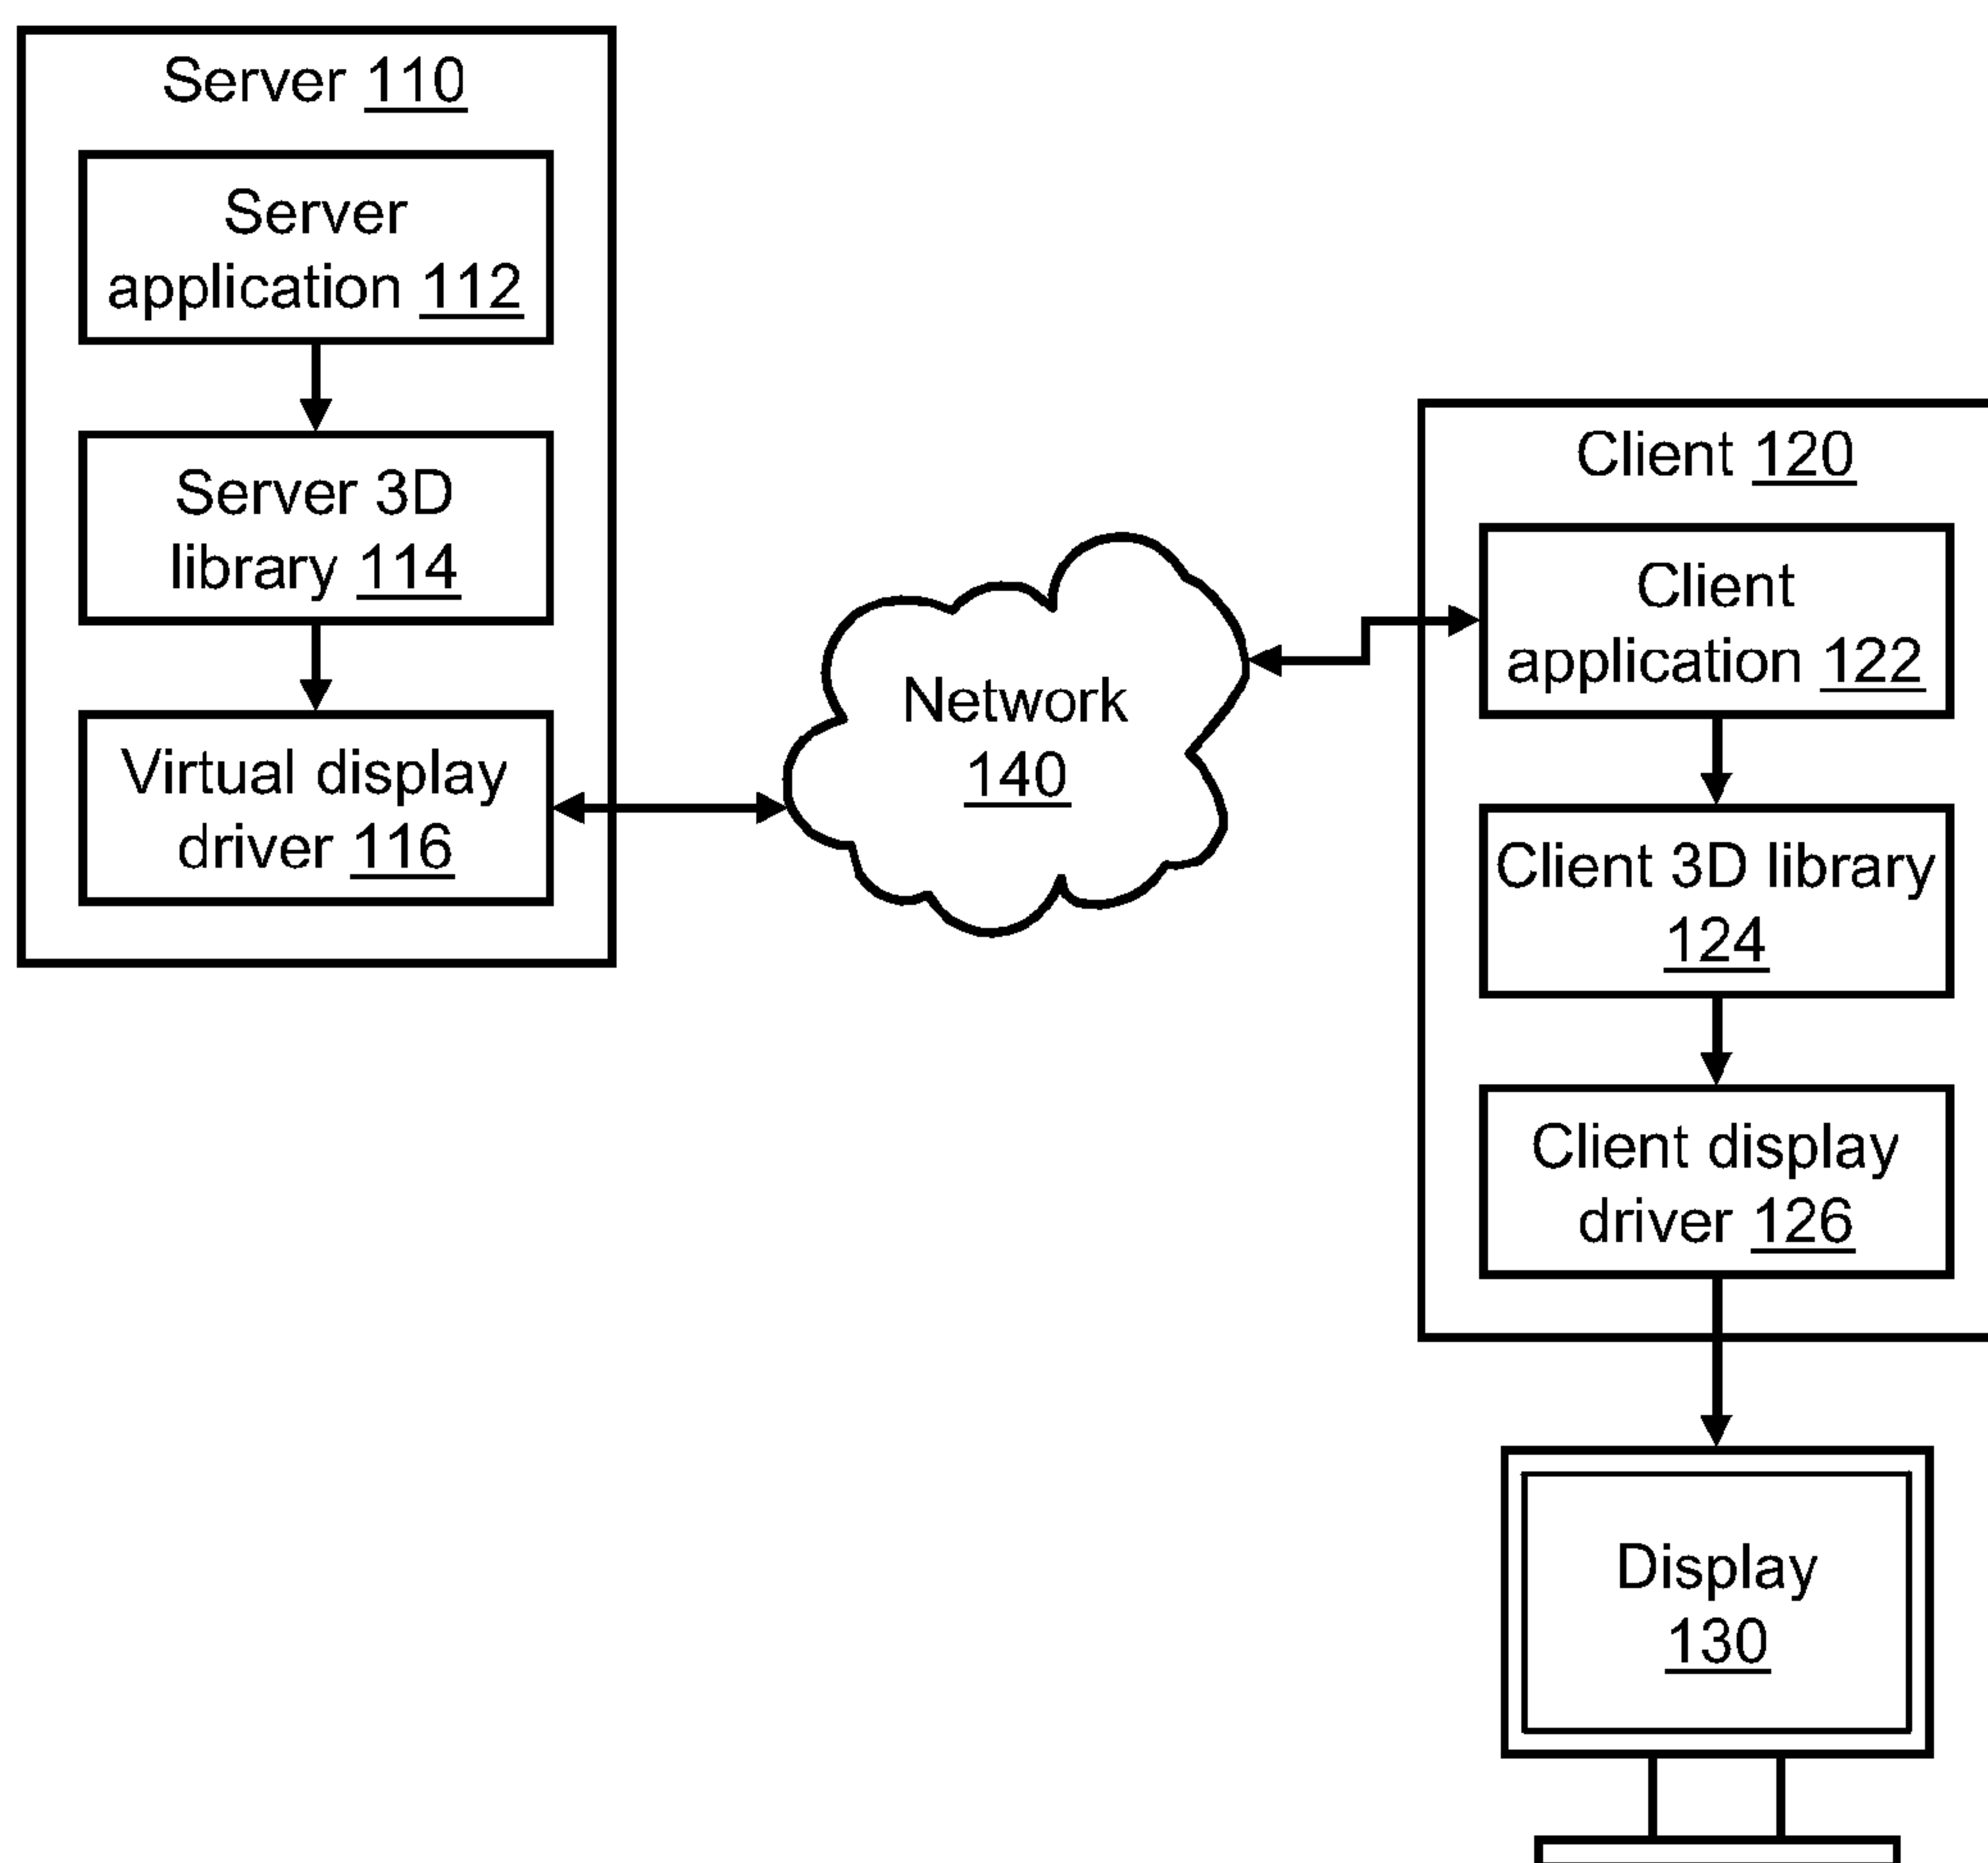 Server 110
Server
application 112
Server 3D
library 114
Virtual display
driver 116
Network
140
Client 120
Client
application 122
Client 3D library
124
Client display
driver 126
Display
130